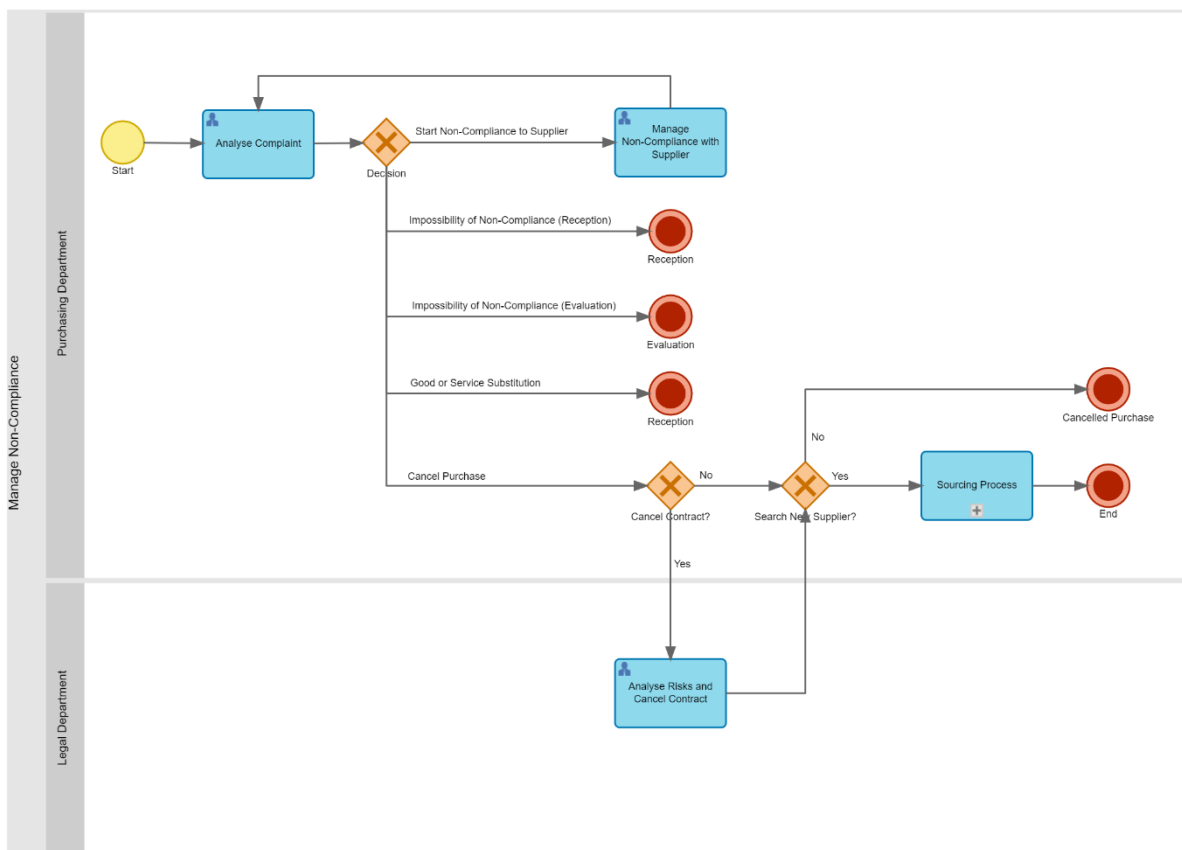 Manage Non-Compliance
Purchasing Department
Start
Analyse Complaint
Decision
Start Non-Compliance to Supplier
Manage
Non-Compliance with
Supplier
Impossibility of Non-Compliance (Reception)
Reception
Impossibility of Non-Compliance (Evaluation)
Evaluation
Good or Service Substitution
Reception
Cancel Purchase
Cancel Contract?
No
Yes
Search New Supplier?
No
Cancelled Purchase
Yes
Sourcing Process
End
Legal Department
Analyse Risks and
Cancel Contract